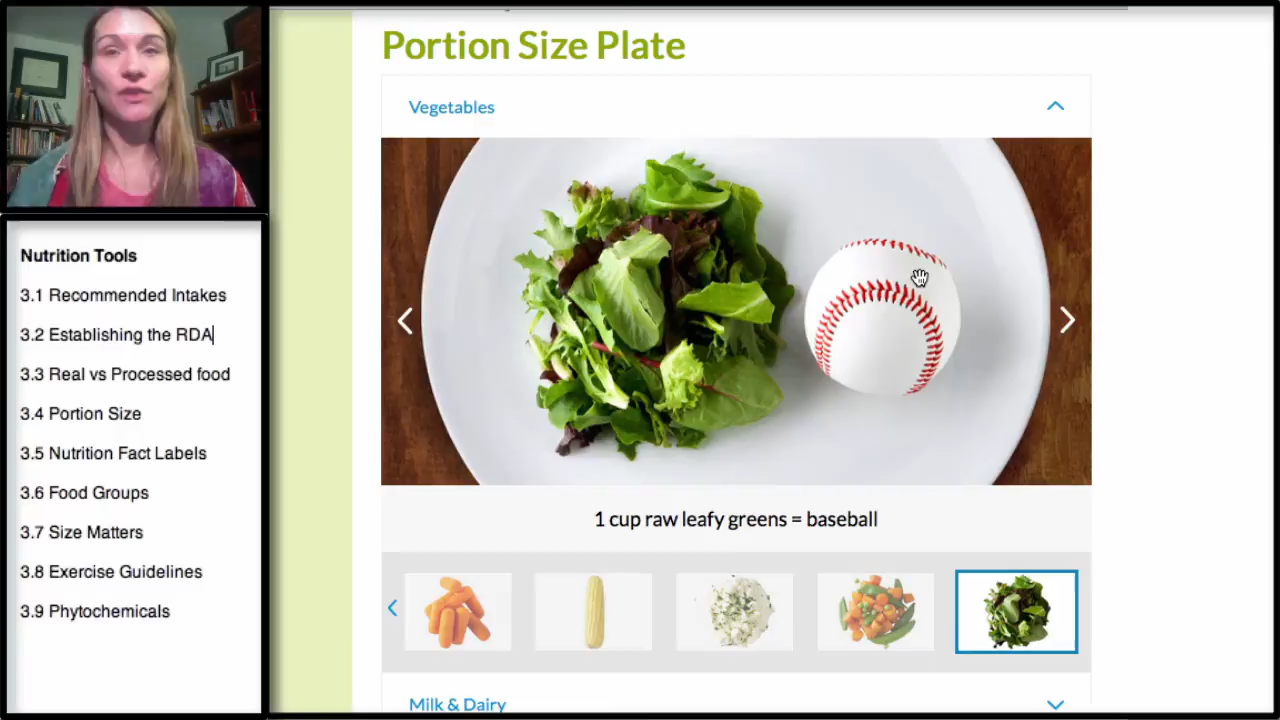 Portion Size Plate
Vegetables
1 cup raw leafy greens = baseball
Milk & Dairy
Nutrition Tools
3.1 Recommended Intakes
3.2 Establishing the RDA
3.3 Real vs Processed food
3.4 Portion Size
3.5 Nutrition Fact Labels
3.6 Food Groups
3.7 Size Matters
3.8 Exercise Guidelines
3.9 Phytochemicals